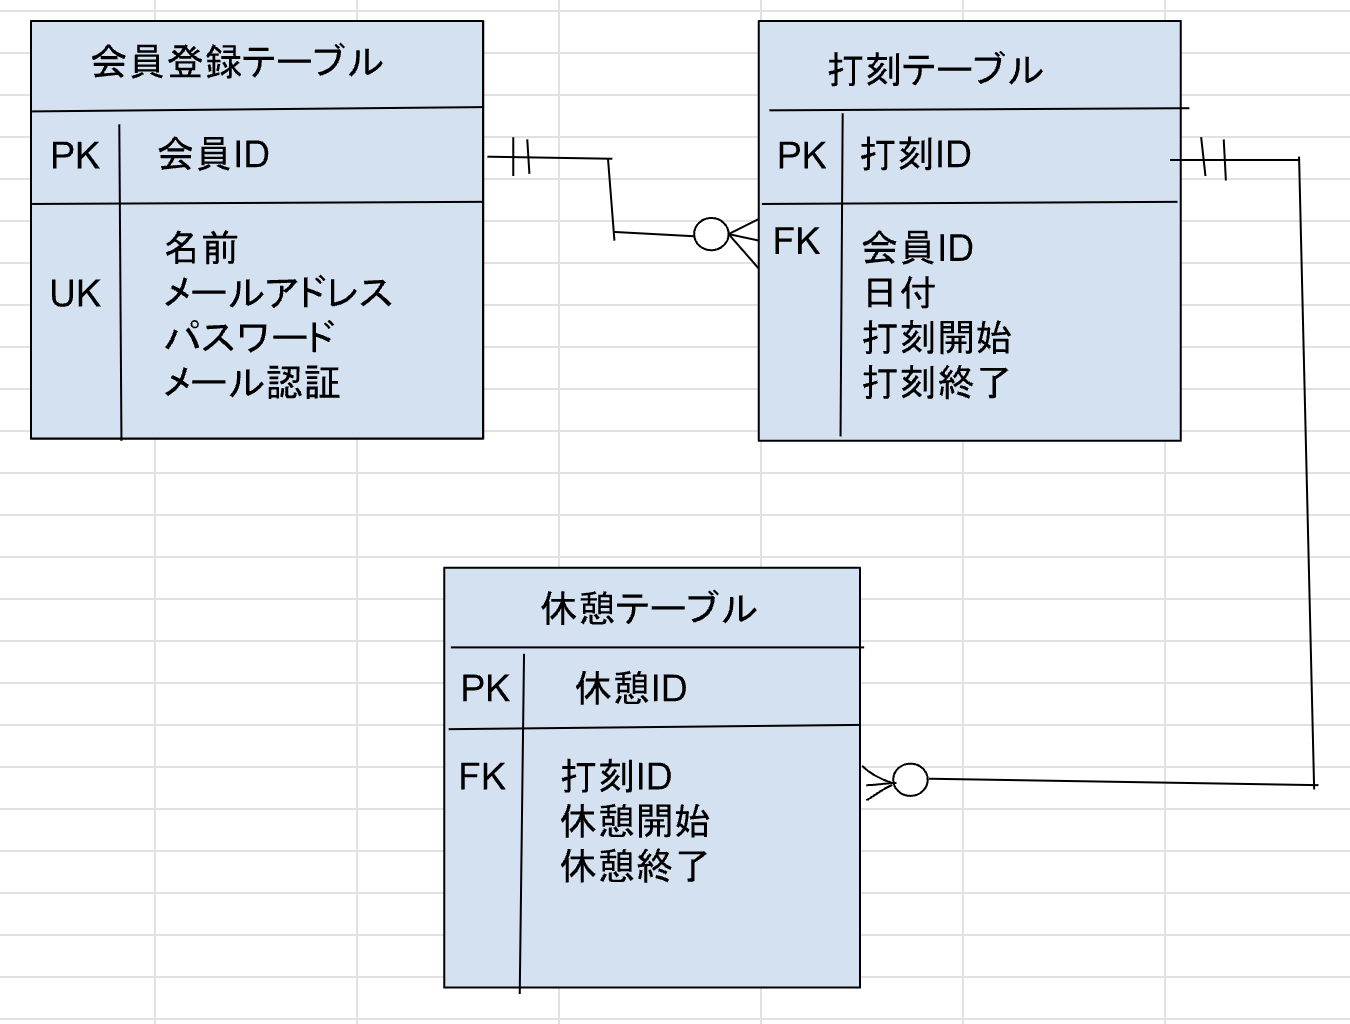 会員登録テーブル
PK 会員ID
名前
UK メールアドレス
パスワード
メール認証
打刻テーブル
PK 打刻ID
FK 会員ID
日付
打刻開始
打刻終了
休憩テーブル
PK 休憩ID
FK 打刻ID
休憩開始
休憩終了